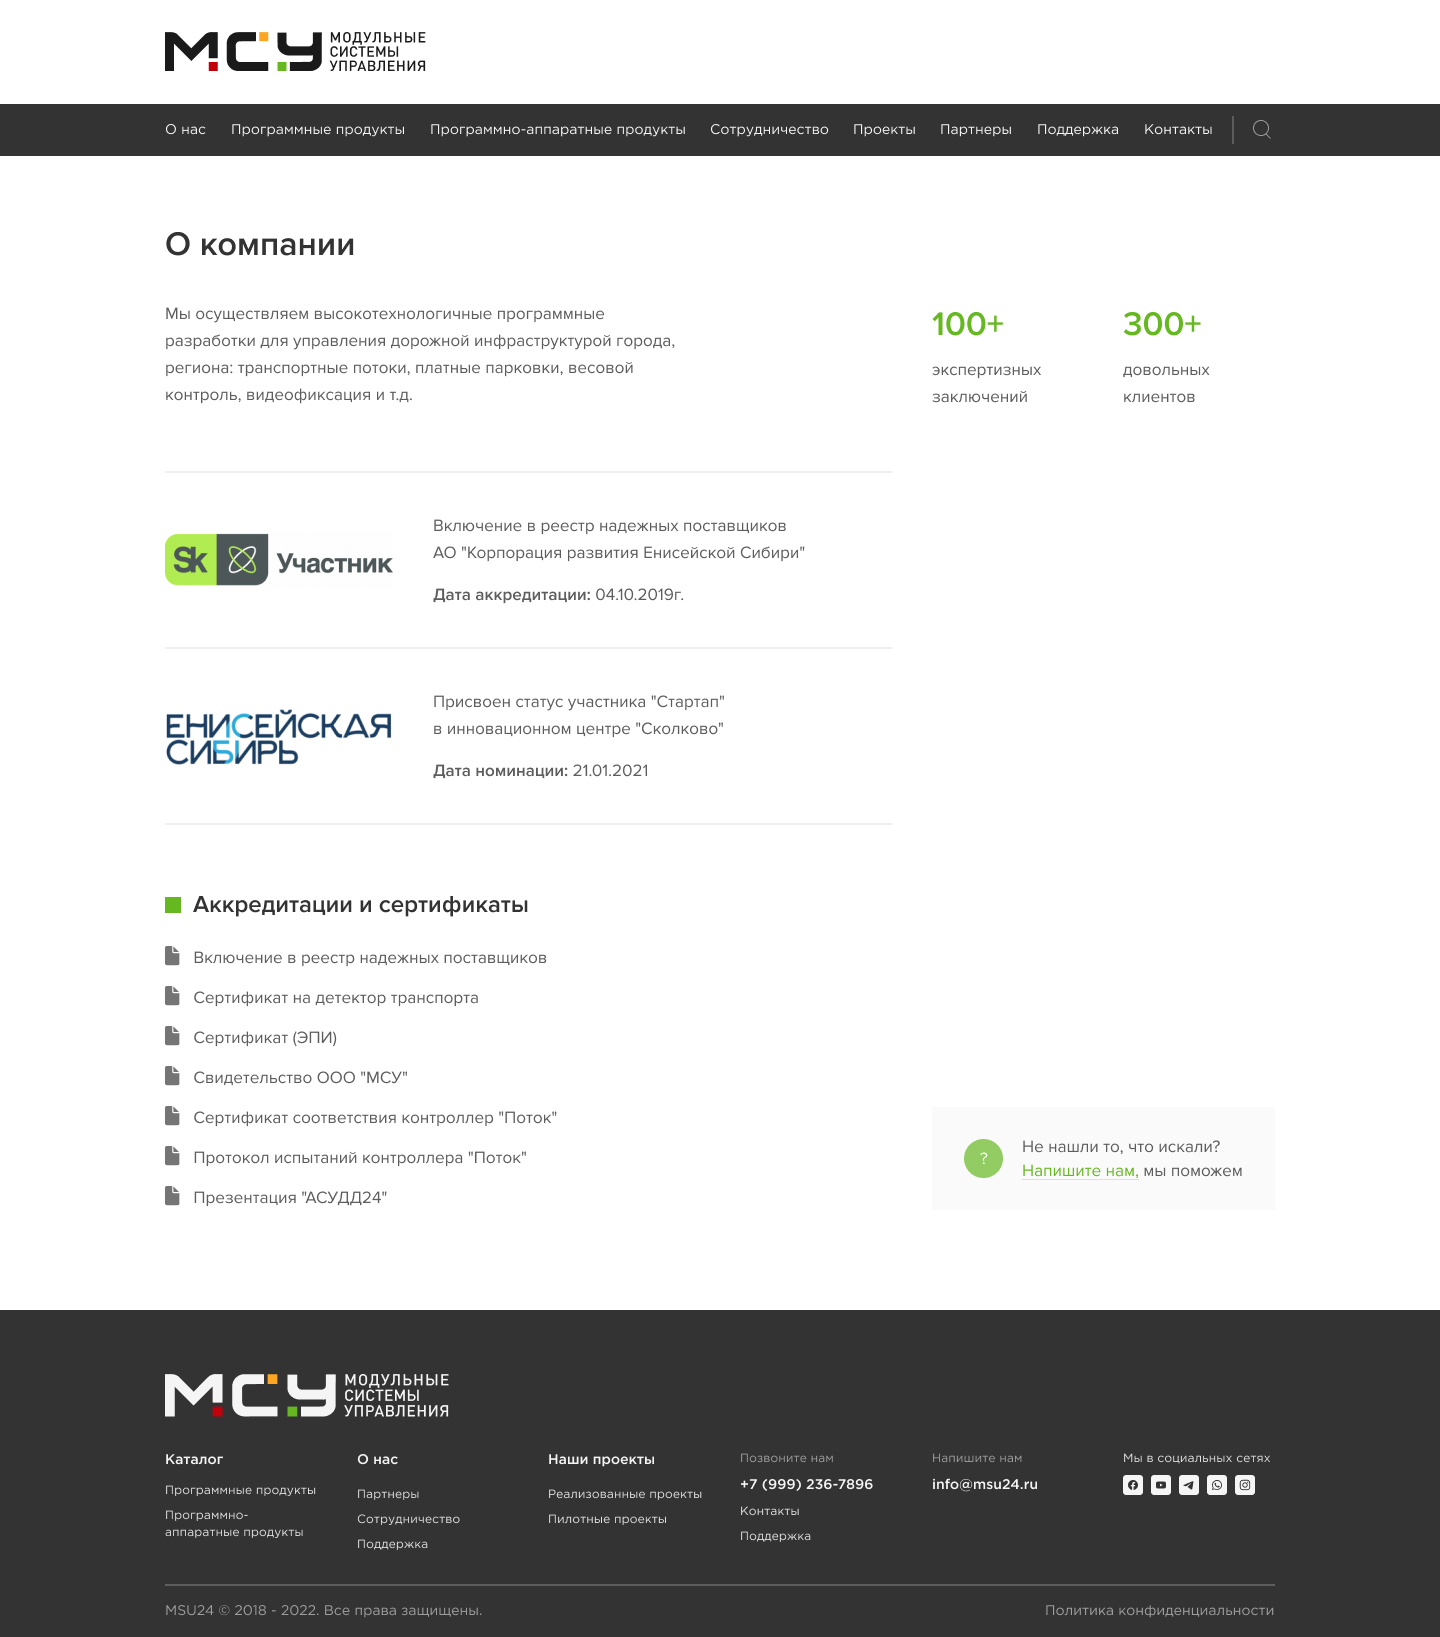 МСУ МОДУЛЬНЫЕ
СИСТЕМЫ
УПРАВЛЕНИЯ
О нас Программные продукты Программно-аппаратные продукты Сотрудничество Проекты Партнеры Поддержка Контакты
О компании
Мы осуществляем высокотехнологичные программные
разработки для управления дорожной инфраструктурой города,
региона: транспортные потоки, платные парковки, весовой
контроль, видеофиксация и т.д.
100+
экспертизных
заключений
300+
довольных
клиентов
Sk Участник
Включение в реестр надежных поставщиков
АО "Корпорация развития Енисейской Сибири"
Дата аккредитации: 04.10.2019г.
ЕНИСЕЙСКАЯ
СИБИРЬ
Присвоен статус участника "Стартап"
в инновационном центре "Сколково"
Дата номинации: 21.01.2021
Аккредитации и сертификаты
Включение в реестр надежных поставщиков
Сертификат на детектор транспорта
Сертификат (ЭПИ)
Свидетельство ООО "МСУ"
Сертификат соответствия контроллер "Поток"
Протокол испытаний контроллера "Поток"
Презентация "АСУДД24"
?
Не нашли то, что искали?
Напишите нам, мы поможем
МСУ МОДУЛЬНЫЕ
СИСТЕМЫ
УПРАВЛЕНИЯ
Каталог
Программные продукты
Программно-
аппаратные продукты
О нас
Партнеры
Сотрудничество
Поддержка
Наши проекты
Реализованные проекты
Пилотные проекты
Позвоните нам
+7 (999) 236-7896
Контакты
Поддержка
Напишите нам
info@msu24.ru
Мы в социальных сетях
MSU24 © 2018 - 2022. Все права защищены.
Политика конфиденциальности